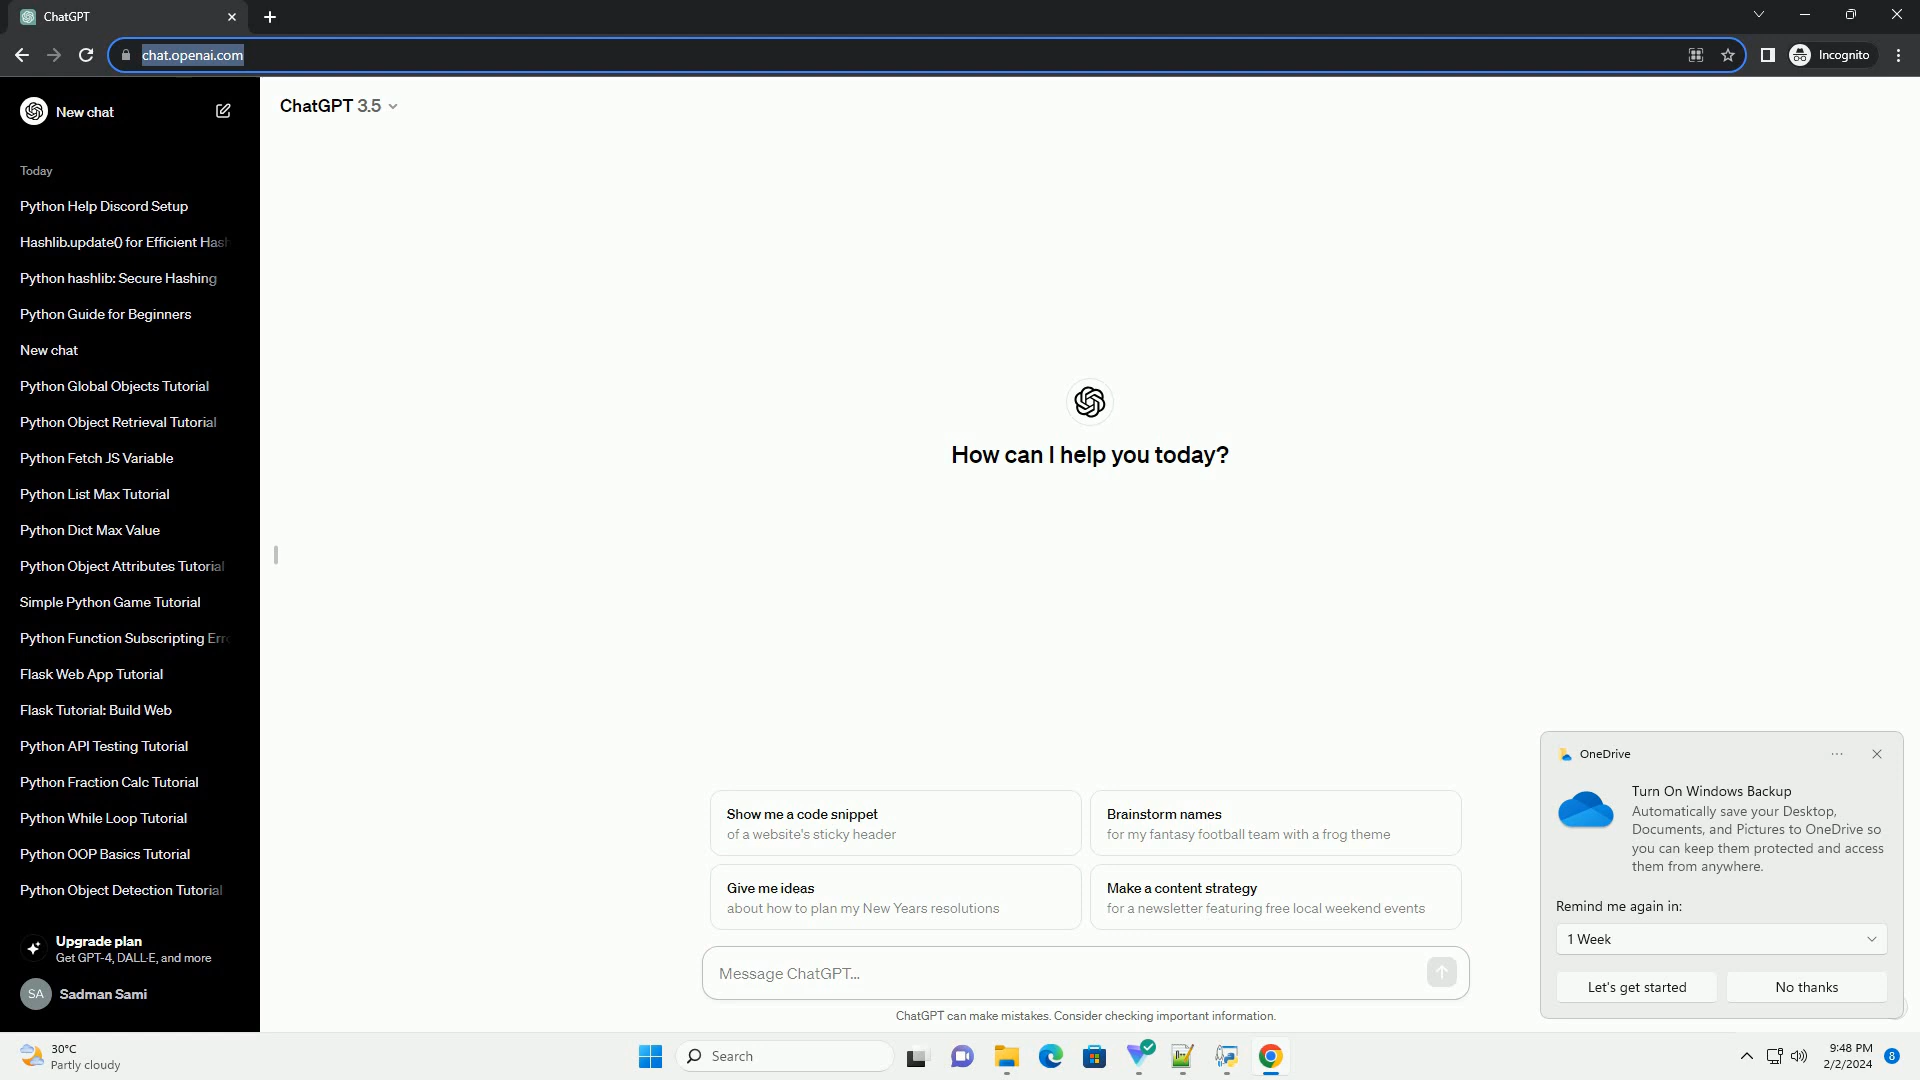 ChatGPT
chat.openai.com
Incognito
New chat
ChatGPT 3.5
Today
Python Help Discord Setup
Hashlib.update() for Efficient Hash
Python hashlib: Secure Hashing
Python Guide for Beginners
New chat
Python Global Objects Tutorial
Python Object Retrieval Tutorial
Python Fetch JS Variable
Python List Max Tutorial
Python Dict Max Value
Python Object Attributes Tutorial
Simple Python Game Tutorial
Python Function Subscripting Erro
Flask Web App Tutorial
Flask Tutorial: Build Web
Python API Testing Tutorial
Python Fraction Calc Tutorial
Python While Loop Tutorial
Python OOP Basics Tutorial
Python Object Detection Tutorial
Upgrade plan
Get GPT-4, DALL·E, and more
SA
Sadman Sami
How can I help you today?
Show me a code snippet
of a website's sticky header
Brainstorm names
for my fantasy football team with a frog theme
Give me ideas
about how to plan my New Years resolutions
Make a content strategy
for a newsletter featuring free local weekend events
Message ChatGPT...
ChatGPT can make mistakes. Consider checking important information.
OneDrive
Turn On Windows Backup
Automatically save your Desktop,
Documents, and Pictures to OneDrive so
you can keep them protected and access
them from anywhere.
Remind me again in:
1 Week
Let's get started
No thanks
30°C
Partly cloudy
Search
9:48 PM
2/2/2024
8